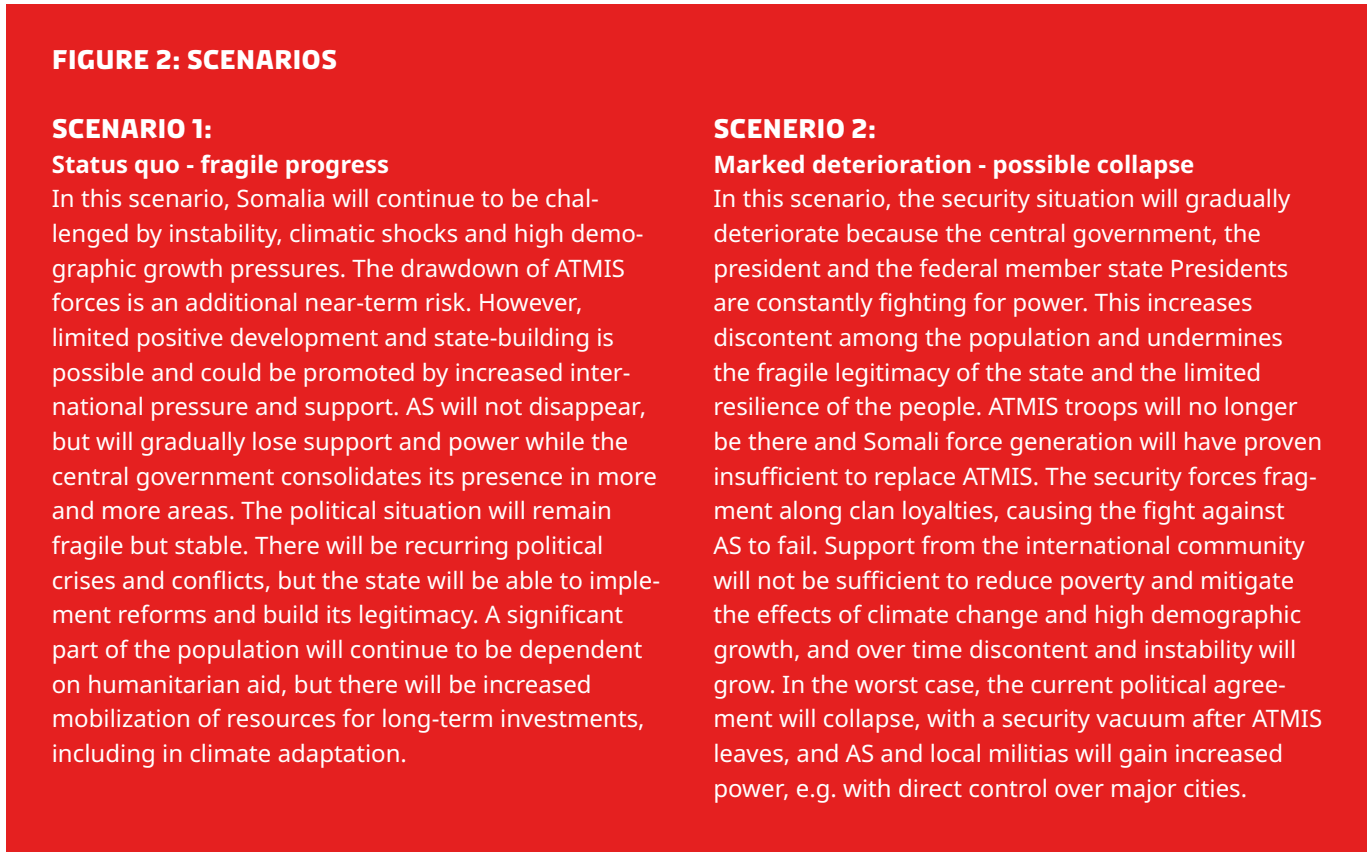 FIGURE 2: SCENARIOS
SCENARIO 1:
Status quo - fragile progress
In this scenario, Somalia will continue to be chal-
lenged by instability, climatic shocks and high demo-
graphic growth pressures. The drawdown of ATMIS
forces is an additional near-term risk. However,
limited positive development and state-building is
possible and could be promoted by increased inter-
national pressure and support. AS will not disappear,
but will gradually lose support and power while the
central government consolidates its presence in more
and more areas. The political situation will remain
fragile but stable. There will be recurring political
crises and conflicts, but the state will be able to imple-
ment reforms and build its legitimacy. A significant
part of the population will continue to be dependent
on humanitarian aid, but there will be increased
mobilization of resources for long-term investments,
including in climate adaptation.
SCENERIO 2:
Marked deterioration - possible collapse
In this scenario, the security situation will gradually
deteriorate because the central government, the
president and the federal member state Presidents
are constantly fighting for power. This increases
discontent among the population and undermines
the fragile legitimacy of the state and the limited
resilience of the people. ATMIS troops will no longer
be there and Somali force generation will have proven
insufficient to replace ATMIS. The security forces frag-
ment along clan loyalties, causing the fight against
AS to fail. Support from the international community
will not be sufficient to reduce poverty and mitigate
the effects of climate change and high demographic
growth, and over time discontent and instability will
grow. In the worst case, the current political agree-
ment will collapse, with a security vacuum after ATMIS
leaves, and AS and local militias will gain increased
power, e.g. with direct control over major cities.